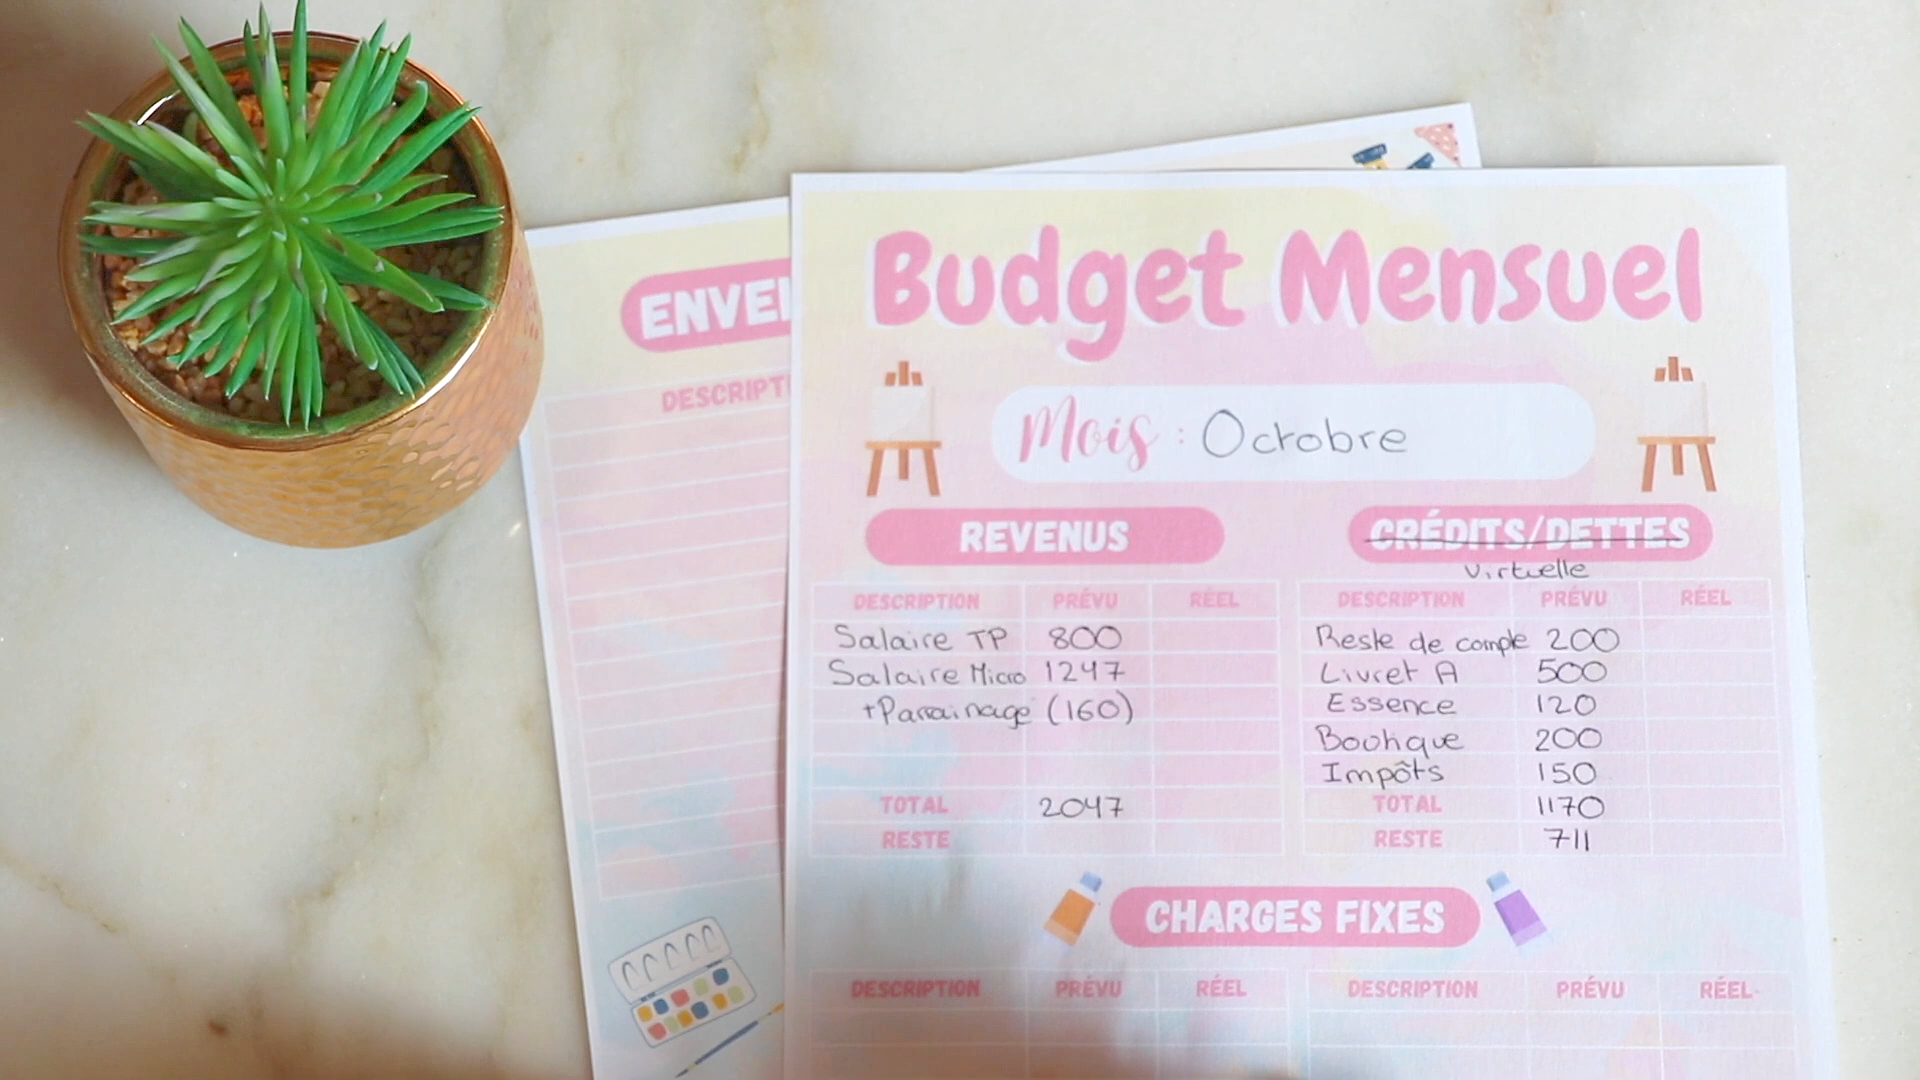 Budget Mensuel
ENVE
DESCRIPT
Mois : Octobre
REVENUS
DESCRIPTION PRÉVU RÉEL
Salaire TP 800
Salaire Micro 1247
+Parrainage (160)
TOTAL 2047
RESTE
CRÉDITS/DETTES
virtuelle
DESCRIPTION PRÉVU RÉEL
Reste de compte 200
Livret A 500
Essence 120
Boutique 200
Impôts 150
TOTAL 1170
RESTE 711
CHARGES FIXES
DESCRIPTION PRÉVU RÉEL DESCRIPTION PRÉVU RÉEL